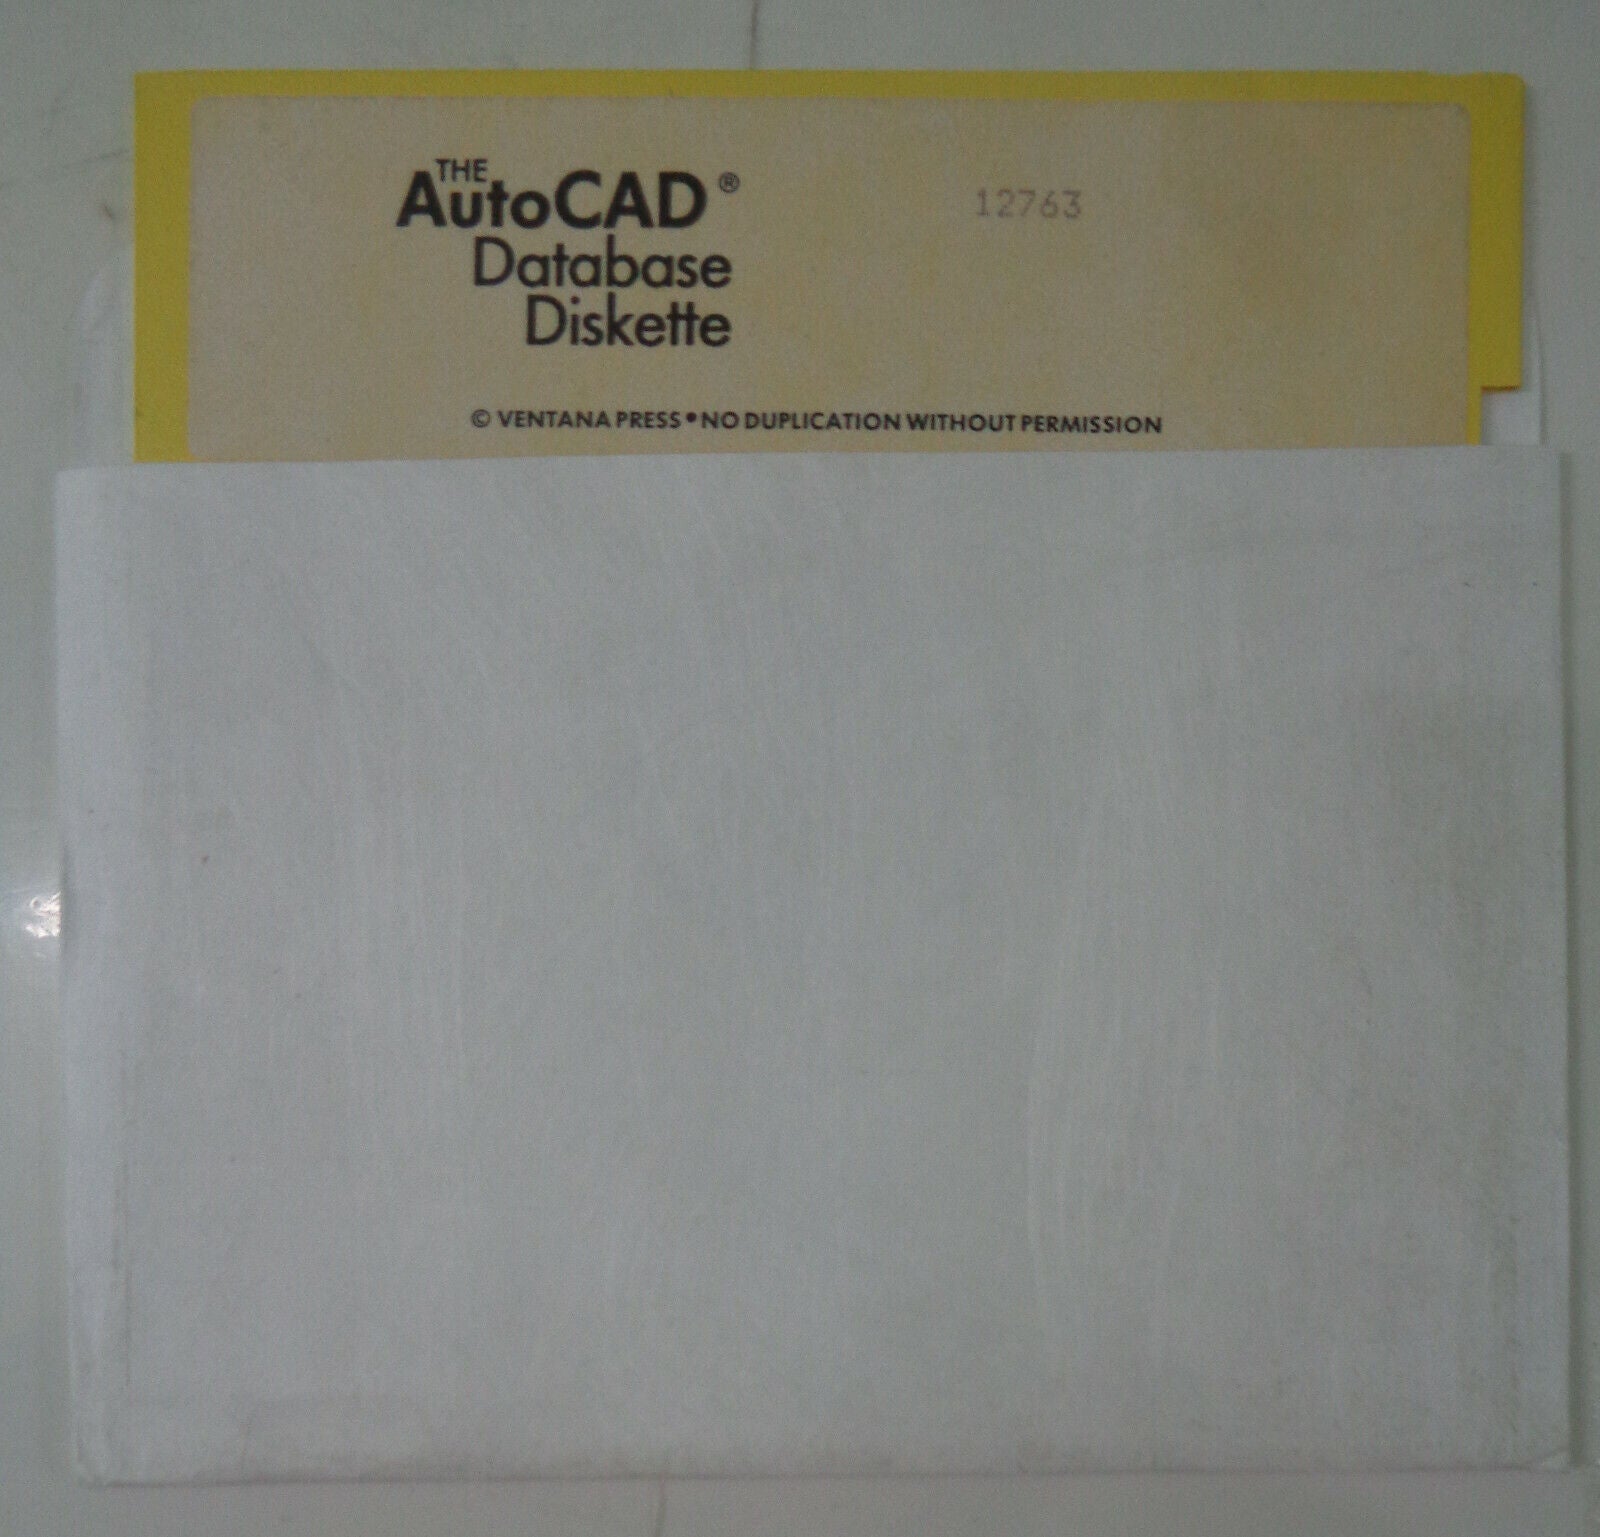 THE
AutoCAD®
12763
Database
Diskette
© VENTANA PRESS • NO DUPLICATION WITHOUT PERMISSION